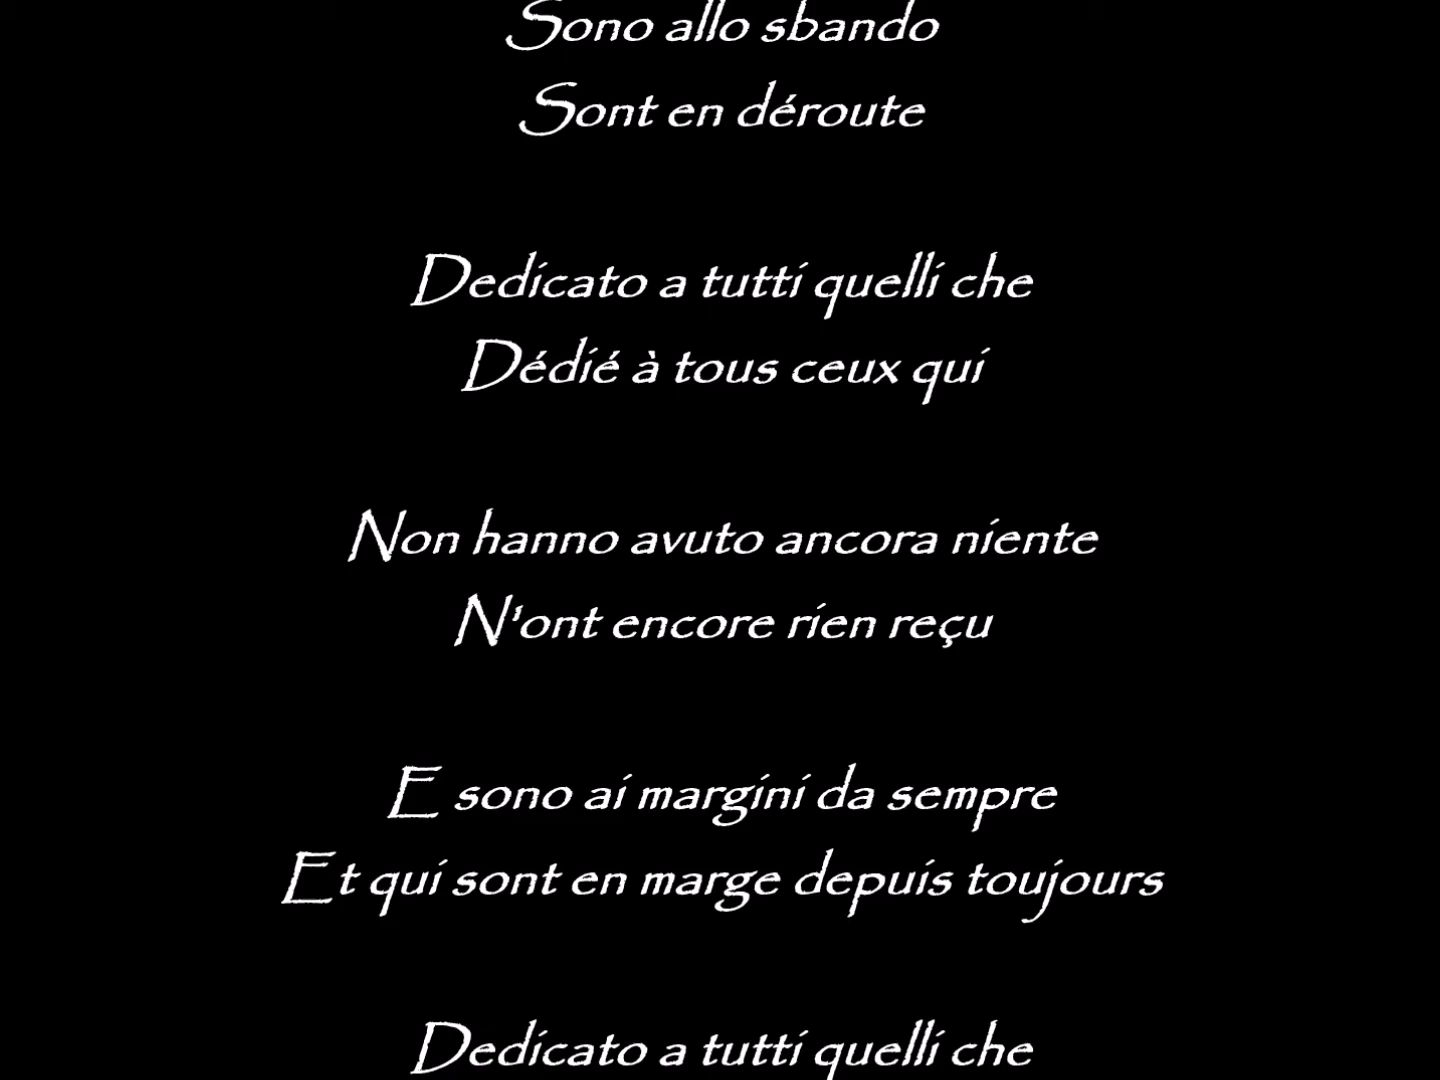 Sono allo sbando
Sont en déroute
Dedicato a tutti quelli che
Dédié à tous ceux qui
Non hanno avuto ancora niente
N'ont encore rien reçu
E sono ai margini da sempre
Et qui sont en marge depuis toujours
Dedicato a tutti quelli che